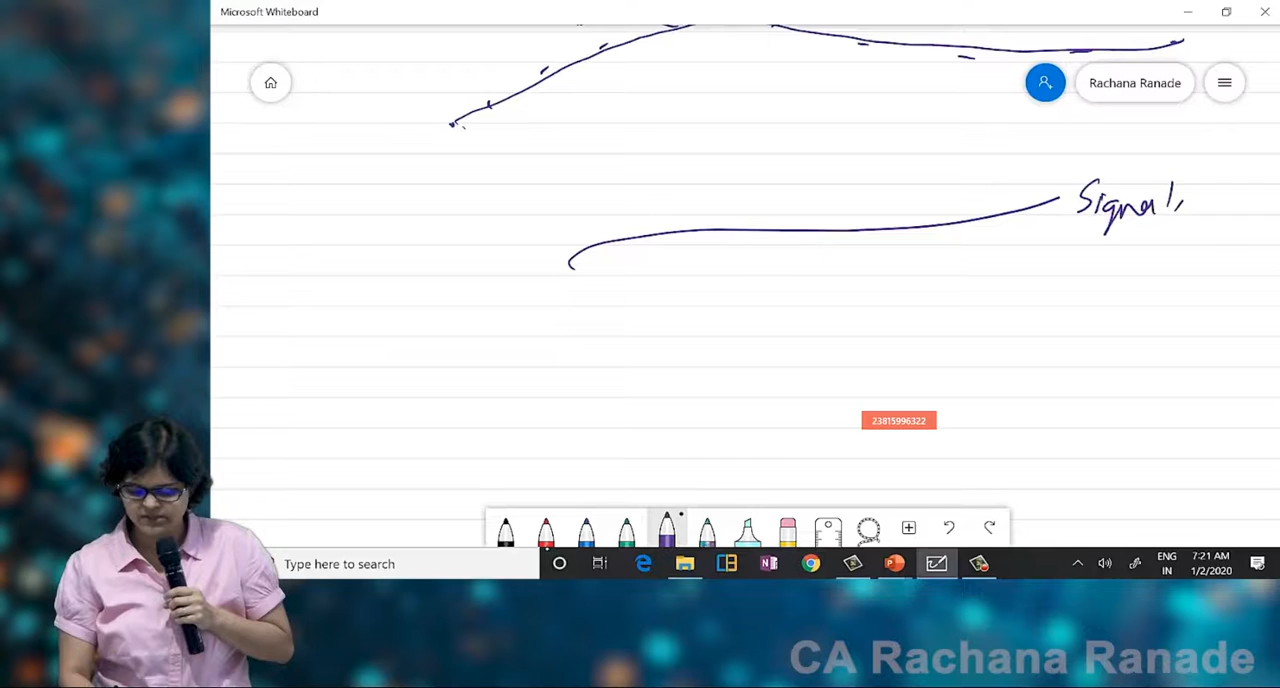 Microsoft Whiteboard
Rachana Ranade
Signal
23815996322
Type here to search
ENG
IN
7:21 AM
1/2/2020
CA Rachana Ranade